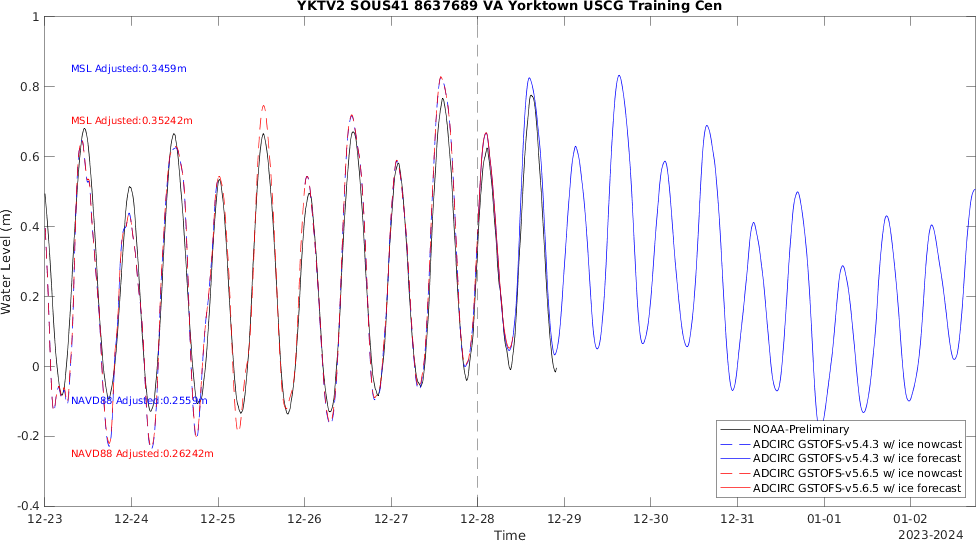 YKTV2 SOUS41 8637689 VA Yorktown USCG Training Cen
1
MSL Adjusted:0.3459m
0.8
MSL Adjusted:0.35242m
0.6
0.4
Water Level (m)
0.2
0
NAVD88 Adjusted:0.2559m
-0.2
NAVD88 Adjusted:0.26242m
-0.4
NOAA-Preliminary
ADCIRC GSTOFS-v5.4.3 w/ ice nowcast
ADCIRC GSTOFS-v5.4.3 w/ ice forecast
ADCIRC GSTOFS-v5.6.5 w/ ice nowcast
ADCIRC GSTOFS-v5.6.5 w/ ice forecast
12-23 12-24 12-25 12-26 12-27 12-28 12-29 12-30 12-31 01-01 01-02
Time
2023-2024